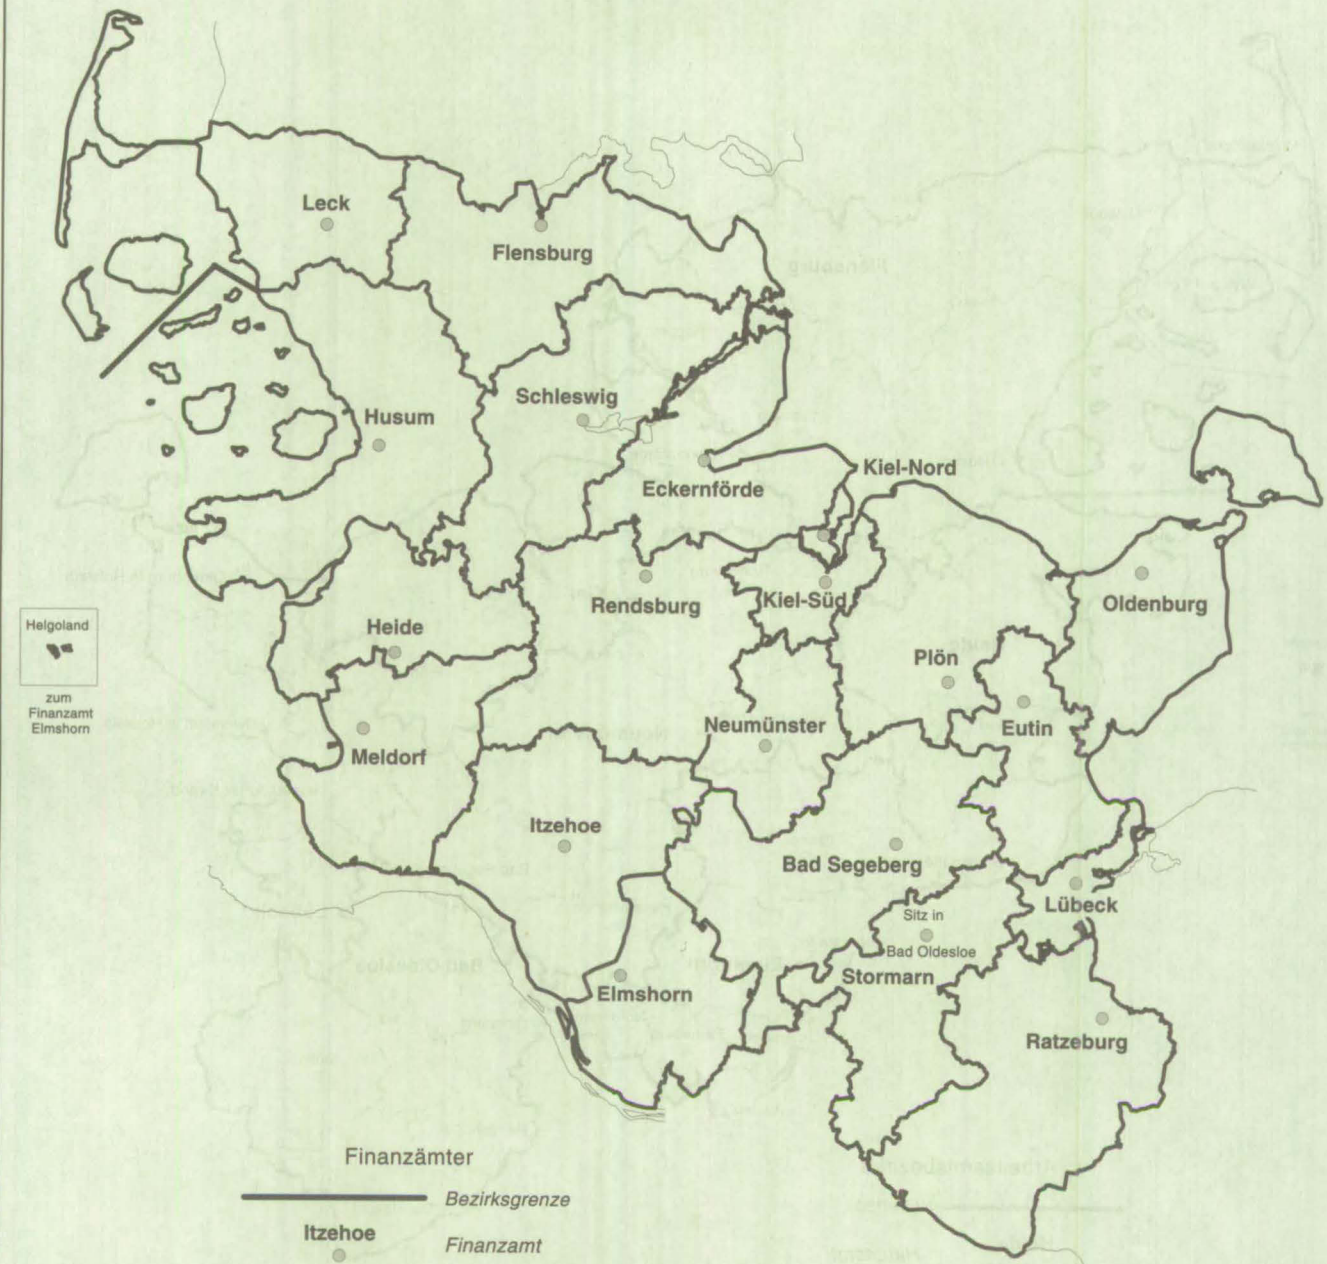 Leck
Flensburg
Schleswig
Husum
Kiel-Nord
Eckernförde
Kiel-Süd
Rendsburg
Oldenburg
Heide
Helgoland
zum
Finanzamt
Elmshorn
Plön
Neumünster
Eutin
Meldorf
Itzehoe
Bad Segeberg
Lübeck
Sitz in
Bad Oldesloe
Stormarn
Elmshorn
Ratzeburg
Finanzämter
Bezirksgrenze
Itzehoe
Finanzamt